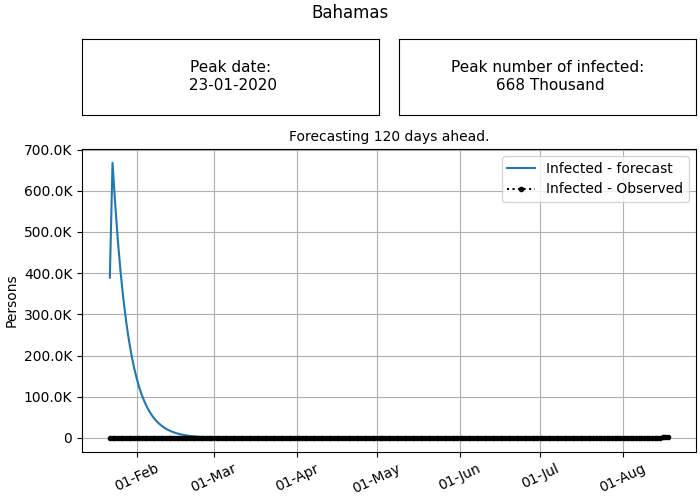 Bahamas
Peak date:
23-01-2020
Peak number of infected:
668 Thousand
Forecasting 120 days ahead.
Infected - forecast
Infected - Observed
Persons
700.0K
600.0K
500.0K
400.0K
300.0K
200.0K
100.0K
0
01-Feb
01-Mar
01-Apr
01-May
01-Jun
01-Jul
01-Aug